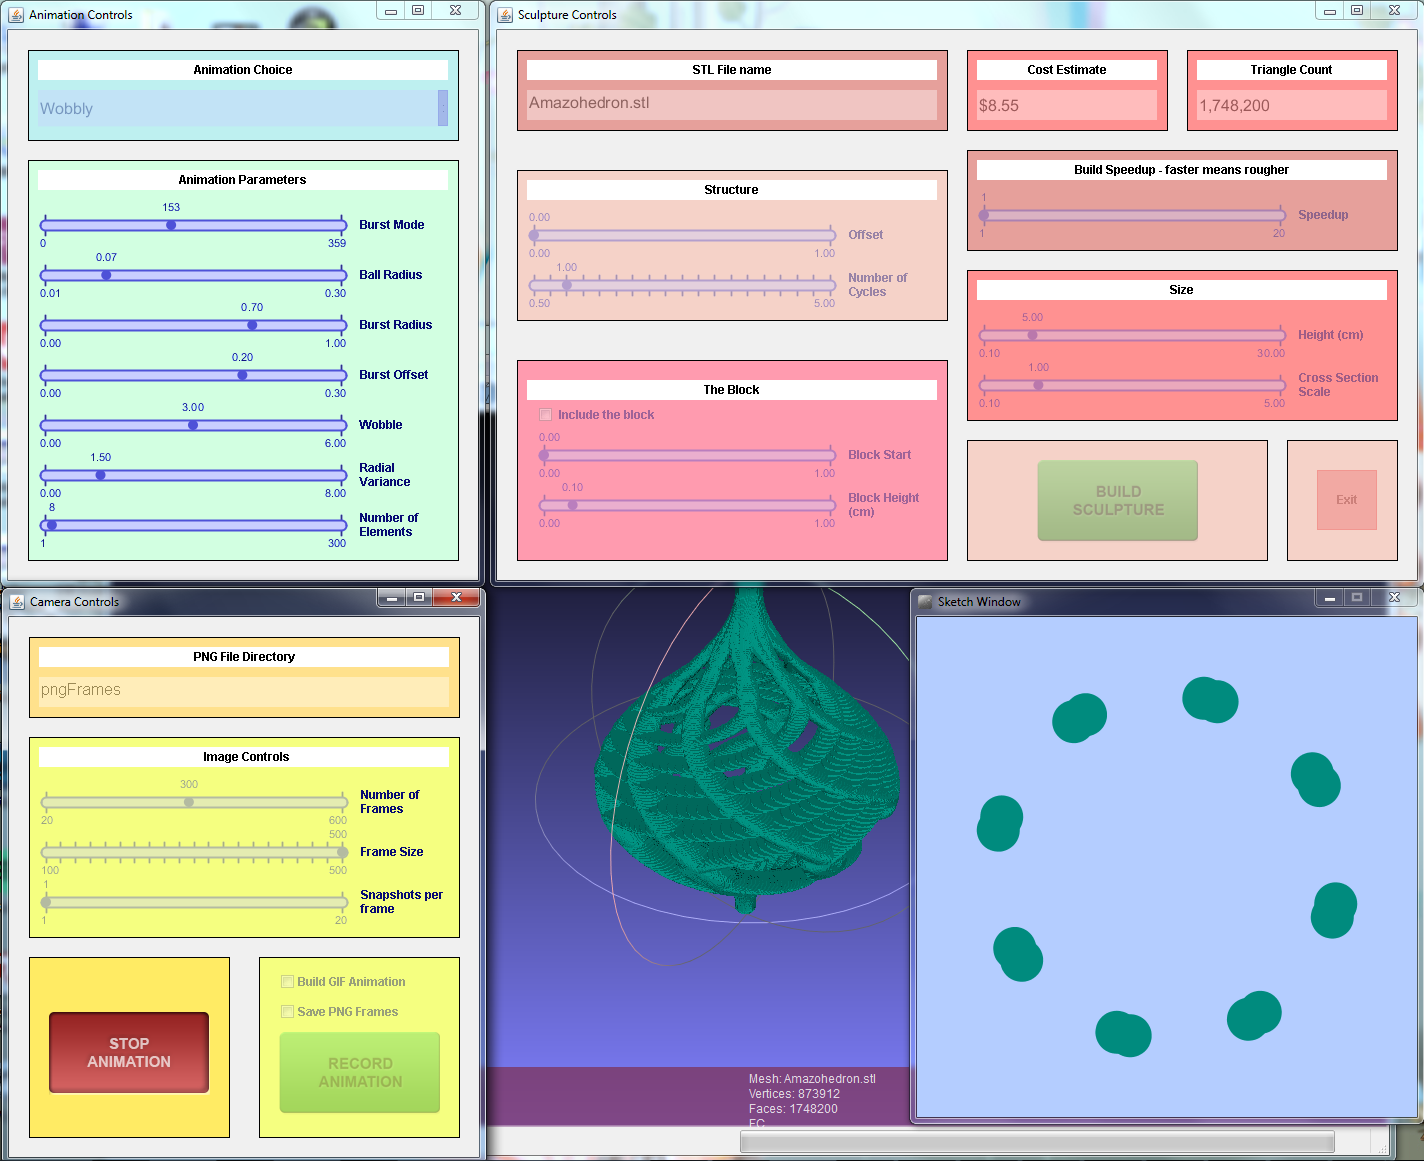 Animation Controls
Animation Choice
Wobbly
Animation Parameters
153
Burst Mode
0
359
0.07
Ball Radius
0.01
0.30
0.70
Burst Radius
0.00
1.00
0.20
Burst Offset
0.00
0.30
3.00
Wobble
0.00
6.00
1.50
Radial
Variance
0.00
8.00
8
Number of
Elements
1
300
Sculpture Controls
STL File name
Amazohedron.stl
Cost Estimate
$8.55
Triangle Count
1,748,200
Structure
0.00
Offset
0.00
1.00
1.00
Number of
Cycles
0.50
5.00
Build Speedup - faster means rougher
1
Speedup
1
20
Size
5.00
Height (cm)
0.10
30.00
1.00
Cross Section
Scale
0.10
5.00
The Block
Include the block
0.00
Block Start
0.00
1.00
0.10
Block Height
(cm)
0.00
1.00
BUILD
SCULPTURE
Exit
Camera Controls
PNG File Directory
pngFrames
Image Controls
300
Number of
Frames
20
600
500
Frame Size
100
500
1
Snapshots per
frame
1
20
STOP
ANIMATION
Build GIF Animation
Save PNG Frames
RECORD
ANIMATION
Mesh: Amazohedron.stl
Vertices: 873912
Faces: 1748200
Sketch Window